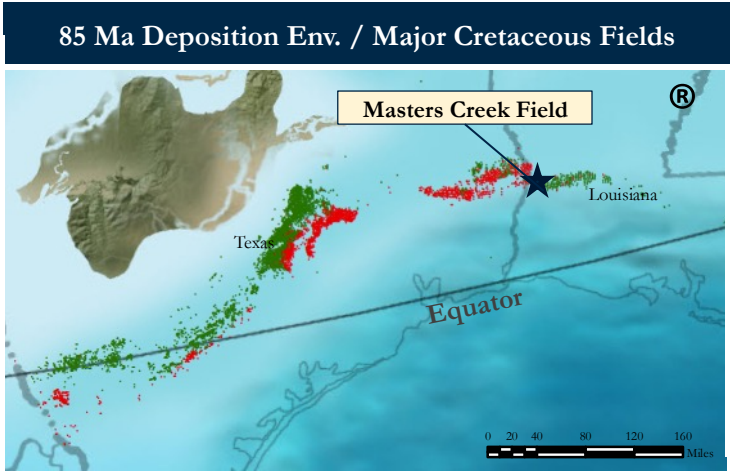 85 Ma Deposition Env. / Major Cretaceous Fields
Masters Creek Field
®
Louisiana
Texas
Equator
0 20 40 80 120 160
Miles